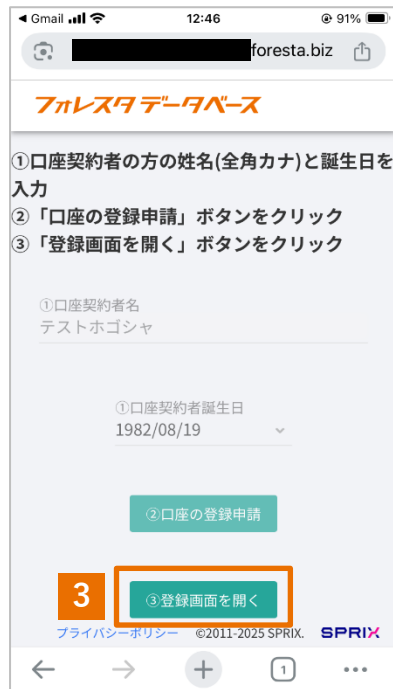 Gmail 12:46 91%
foresta.biz
フォレスタ データベース
①口座契約者の方の姓名(全角カナ)と誕生日を
入力
②「口座の登録申請」ボタンをクリック
③「登録画面を開く」ボタンをクリック
①口座契約者名
テストホゴシャ
①口座契約者誕生日
1982/08/19
②口座の登録申請
3
③登録画面を開く
プライバシーポリシー ©2011-2025 SPRIX. SPRIX
1